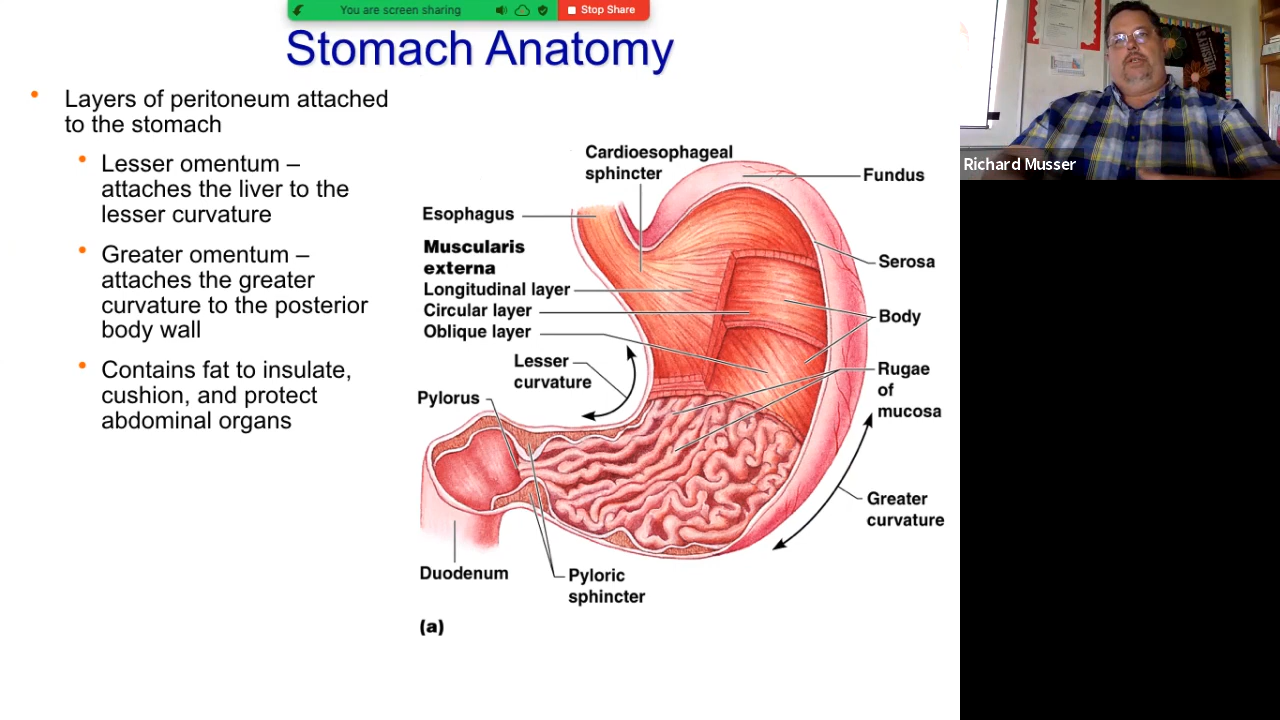 You are screen sharing
Stop Share
Stomach Anatomy
Layers of peritoneum attached
to the stomach
Lesser omentum –
attaches the liver to the
lesser curvature
Greater omentum –
attaches the greater
curvature to the posterior
body wall
Contains fat to insulate,
cushion, and protect
abdominal organs
Cardioesophageal
sphincter
Fundus
Esophagus
Muscularis
externa
Serosa
Longitudinal layer
Circular layer
Oblique layer
Body
Lesser
curvature
Rugae
of
mucosa
Pylorus
Greater
curvature
Duodenum
Pyloric
sphincter
(a)
Richard Musser
HERSHEY'S